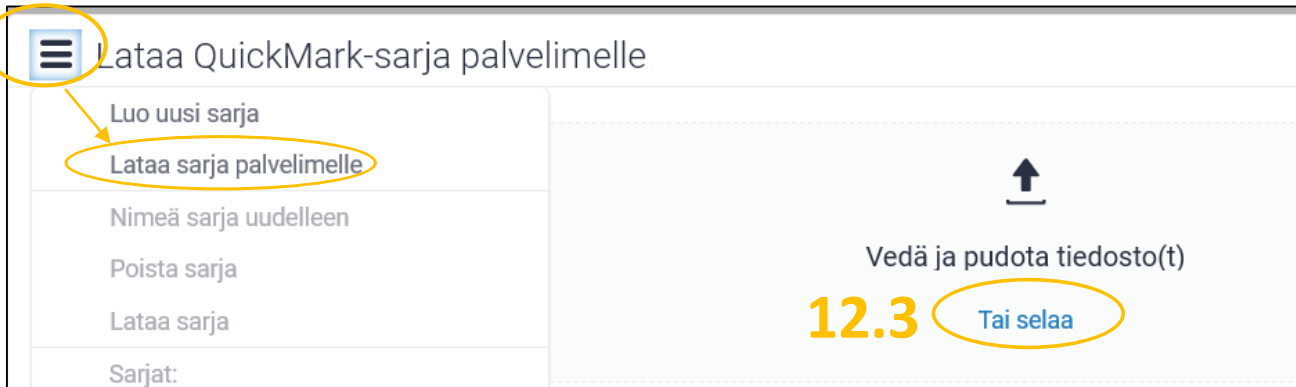 Lataa QuickMark-sarja palvelimelle
Luo uusi sarja
Lataa sarja palvelimelle
Nimeä sarja uudelleen
Poista sarja
Lataa sarja
Sarjat:
Vedä ja pudota tiedosto(t)
12.3 Tai selaa